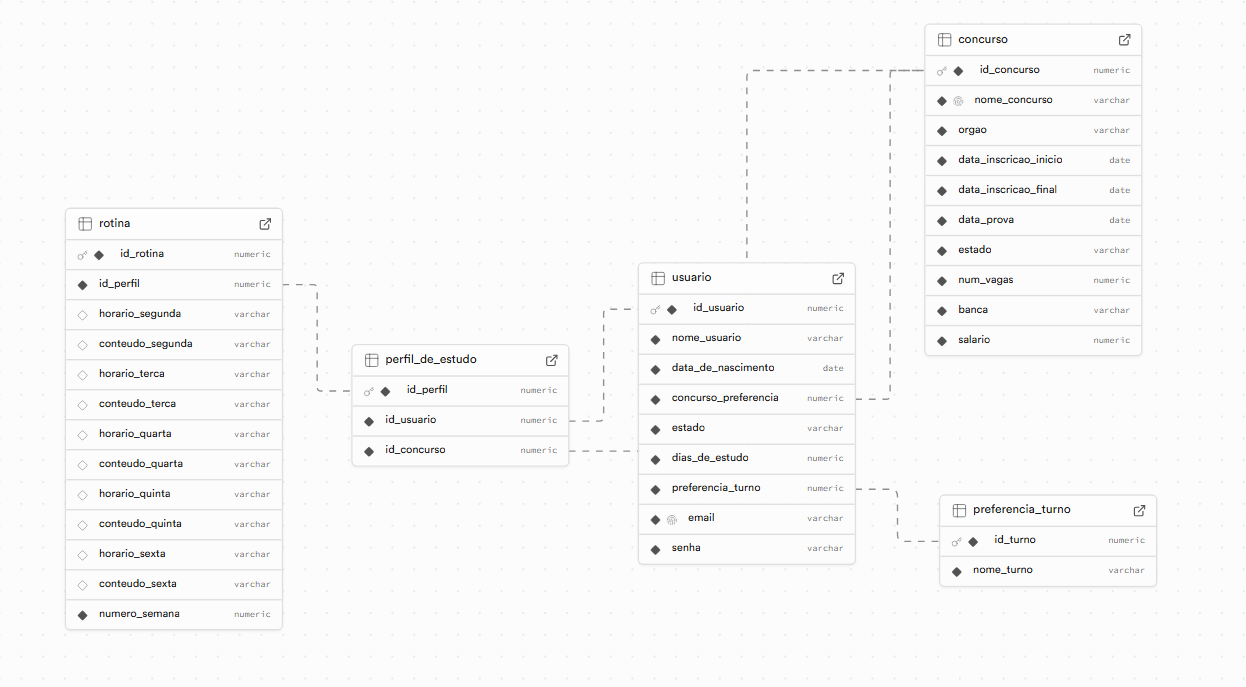 concurso
id_concurso numeric
nome_concurso varchar
orgao varchar
data_inscricao_inicio date
data_inscricao_final date
data_prova date
estado varchar
num_vagas numeric
banca varchar
salario numeric
rotina
id_rotina numeric
id_perfil numeric
horario_segunda varchar
conteudo_segunda varchar
horario_terca varchar
conteudo_terca varchar
horario_quarta varchar
conteudo_quarta varchar
horario_quinta varchar
conteudo_quinta varchar
horario_sexta varchar
conteudo_sexta varchar
numero_semana numeric
perfil_de_estudo
id_perfil numeric
id_usuario numeric
id_concurso numeric
usuario
id_usuario numeric
nome_usuario varchar
data_de_nascimento date
concurso_preferencia numeric
estado varchar
dias_de_estudo numeric
preferencia_turno numeric
email varchar
senha varchar
preferencia_turno
id_turno numeric
nome_turno varchar